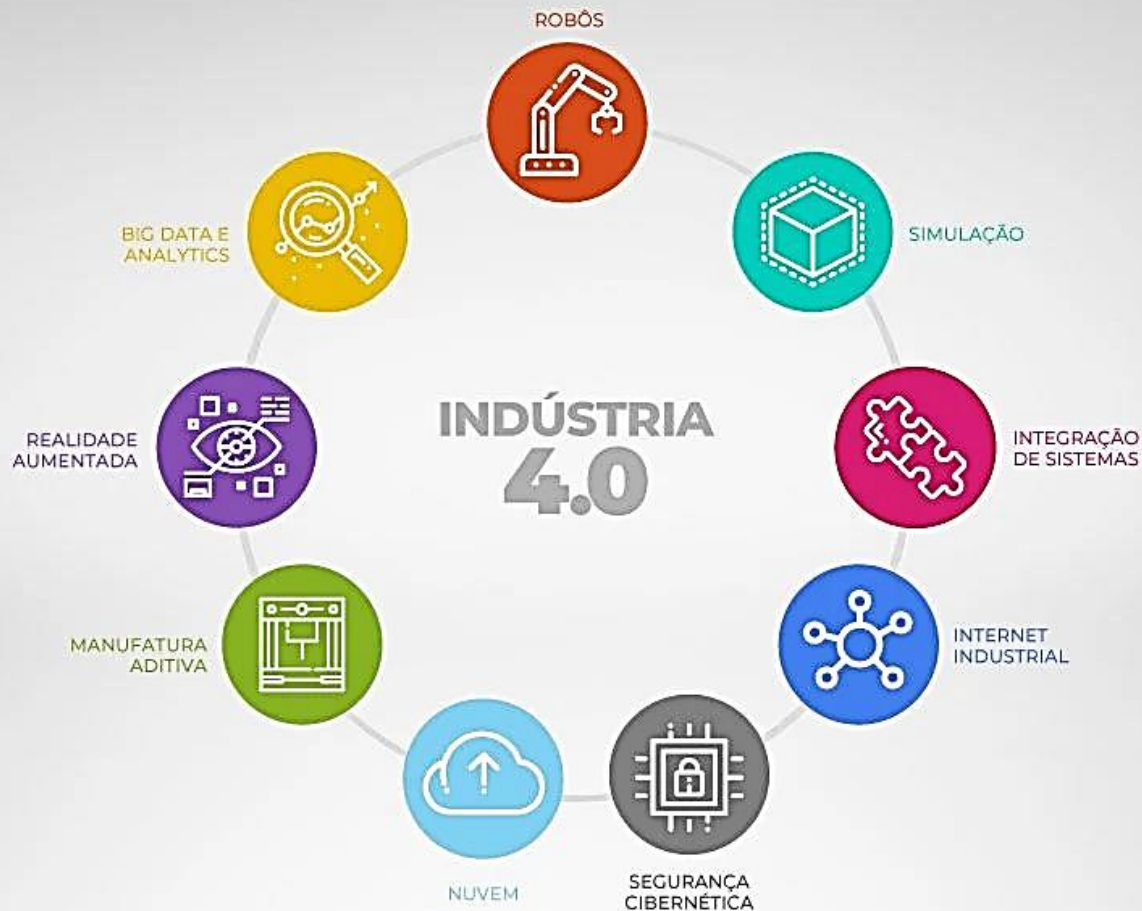 ROBÔS
BIG DATA E
ANALYTICS
SIMULAÇÃO
REALIDADE
AUMENTADA
INDÚSTRIA
4.0
INTEGRAÇÃO
DE SISTEMAS
MANUFATURA
ADITIVA
INTERNET
INDUSTRIAL
NUVEM
SEGURANÇA
CIBERNÉTICA